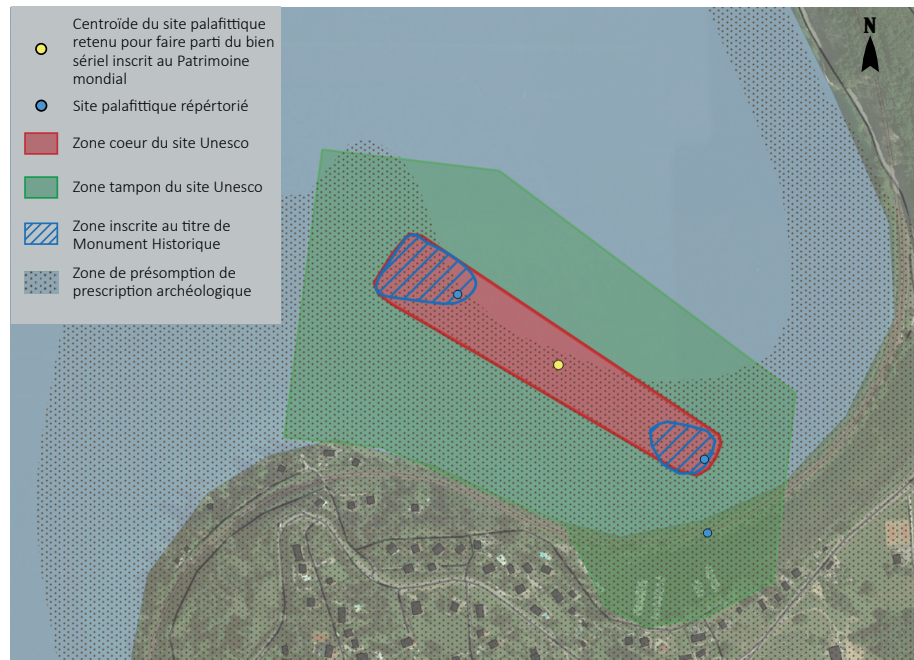 Centroïde du site palafittique
retenu pour faire parti du bien
sériel inscrit au Patrimoine
mondial
Site palafittique répértorié
Zone coeur du site Unesco
Zone tampon du site Unesco
Zone inscrite au titre de
Monument Historique
Zone de présomption de
prescription archéologique
N